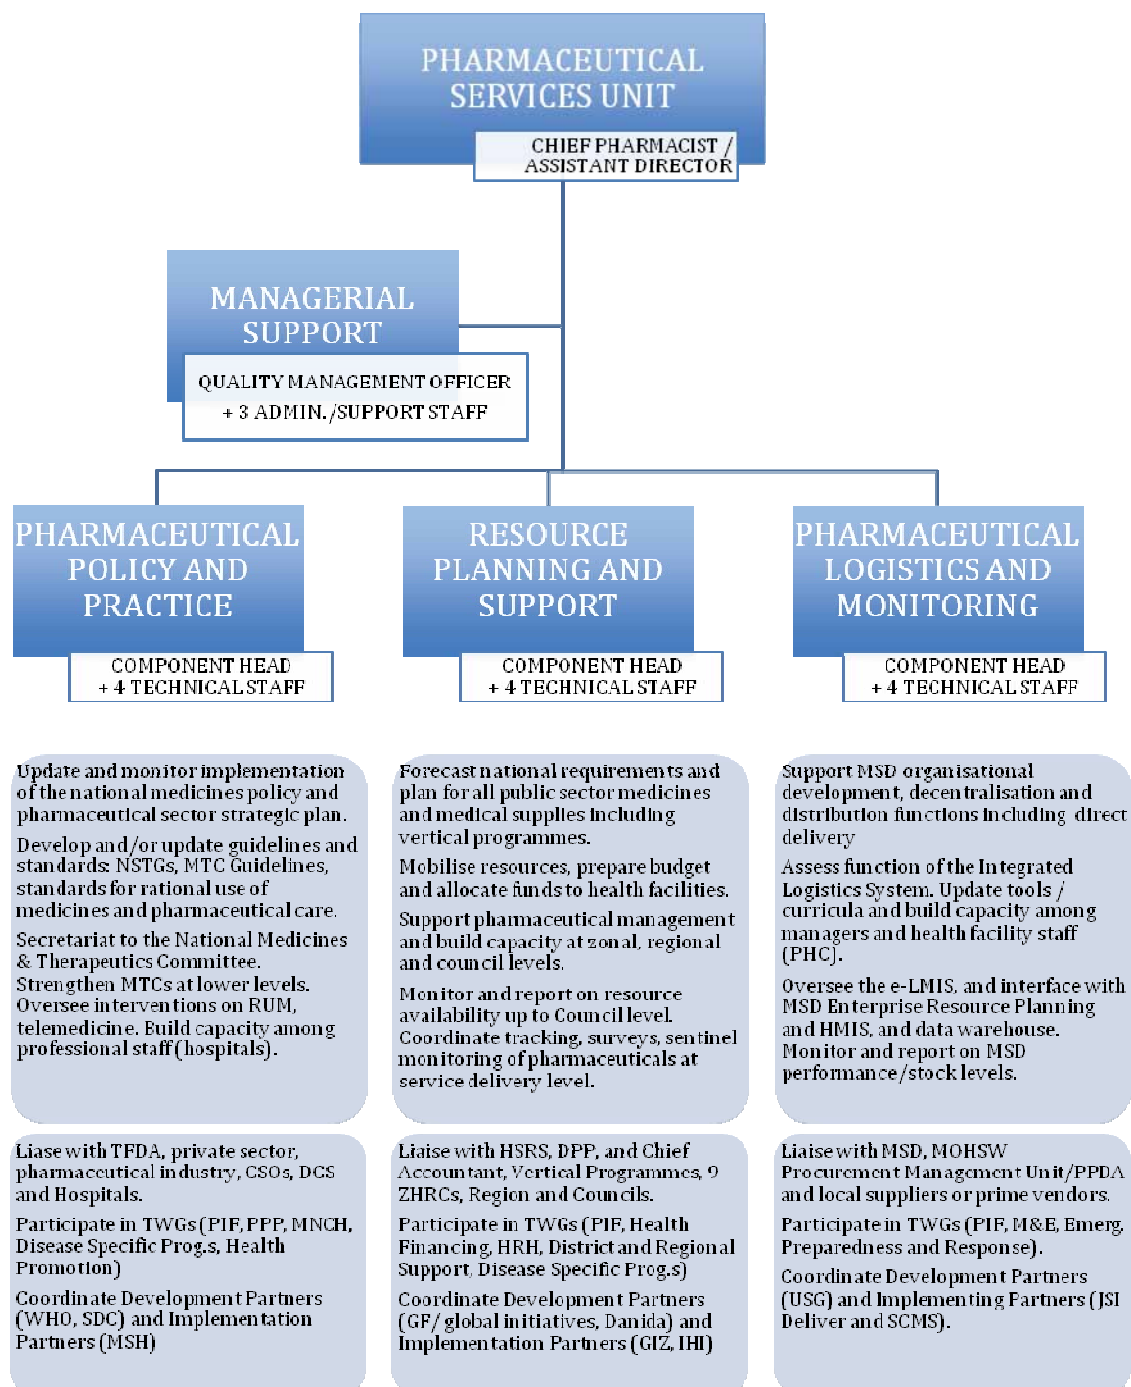 PHARMACEUTICAL
SERVICES UNIT
CHIEF PHARMACIST /
ASSISTANT DIRECTOR
MANAGERIAL
SUPPORT
QUALITY MANAGEMENT OFFICER
+ 3 ADMIN./SUPPORT STAFF
PHARMACEUTICAL
POLICY AND
PRACTICE
COMPONENT HEAD
+ 4 TECHNICAL STAFF
RESOURCE
PLANNING AND
SUPPORT
COMPONENT HEAD
+ 4 TECHNICAL STAFF
PHARMACEUTICAL
LOGISTICS AND
MONITORING
COMPONENT HEAD
+ 4 TECHNICAL STAFF
Update and monitor implementation
of the national medicines policy and
pharmaceutical sector strategic plan.
Develop and/or update guidelines and
standards: NSTGs, MTC Guidelines,
standards for rational use of
medicines and pharmaceutical care.
Secretariat to the National Medicines
& Therapeutics Committee.
Strengthen MTCs at lower levels.
Oversee interventions on RUM,
telemedicine. Build capacity among
professional staff (hospitals).
Forecast national requirements and
plan for all public sector medicines
and medical supplies including
vertical programmes.
Mobilise resources, prepare budget
and allocate funds to health facilities.
Support pharmaceutical management
and build capacity at zonal, regional
and council levels.
Monitor and report on resource
availability up to Council level.
Coordinate tracking, surveys, sentinel
monitoring of pharmaceuticals at
service delivery level.
Support MSD organisational
development, decentralisation and
distribution functions including direct
delivery
Assess function of the Integrated
Logistics System. Update tools /
curricula and build capacity among
managers and health facility staff
(PHC).
Oversee the e-LMIS, and interface with
MSD Enterprise Resource Planning
and HMIS, and data warehouse.
Monitor and report on MSD
performance/stock levels.
Liase with TFDA, private sector,
pharmaceutical industry, CSOs, DCS
and Hospitals.
Participate in TWGs (PIF, PPP, MNCH,
Disease Specific Prog.s, Health
Promotion)
Coordinate Development Partners
(WHO, SDC) and Implementation
Partners (MSH)
Liaise with HSRS, DPP, and Chief
Accountant, Vertical Programmes, 9
ZHRCs, Region and Councils.
Participate in TWGs (PIF, Health
Financing, HRH, District and Regional
Support, Disease Specific Prog.s)
Coordinate Development Partners
(GF/ global initiatives, Danida) and
Implementation Partners (GIZ, IHI)
Liaise with MSD, MOHSW
Procurement Management Unit/PPDA
and local suppliers or prime vendors.
Participate in TWGs (PIF, M&E, Emerg.
Preparedness and Response).
Coordinate Development Partners
(USG) and Implementing Partners (JSI
Deliver and SCMS).